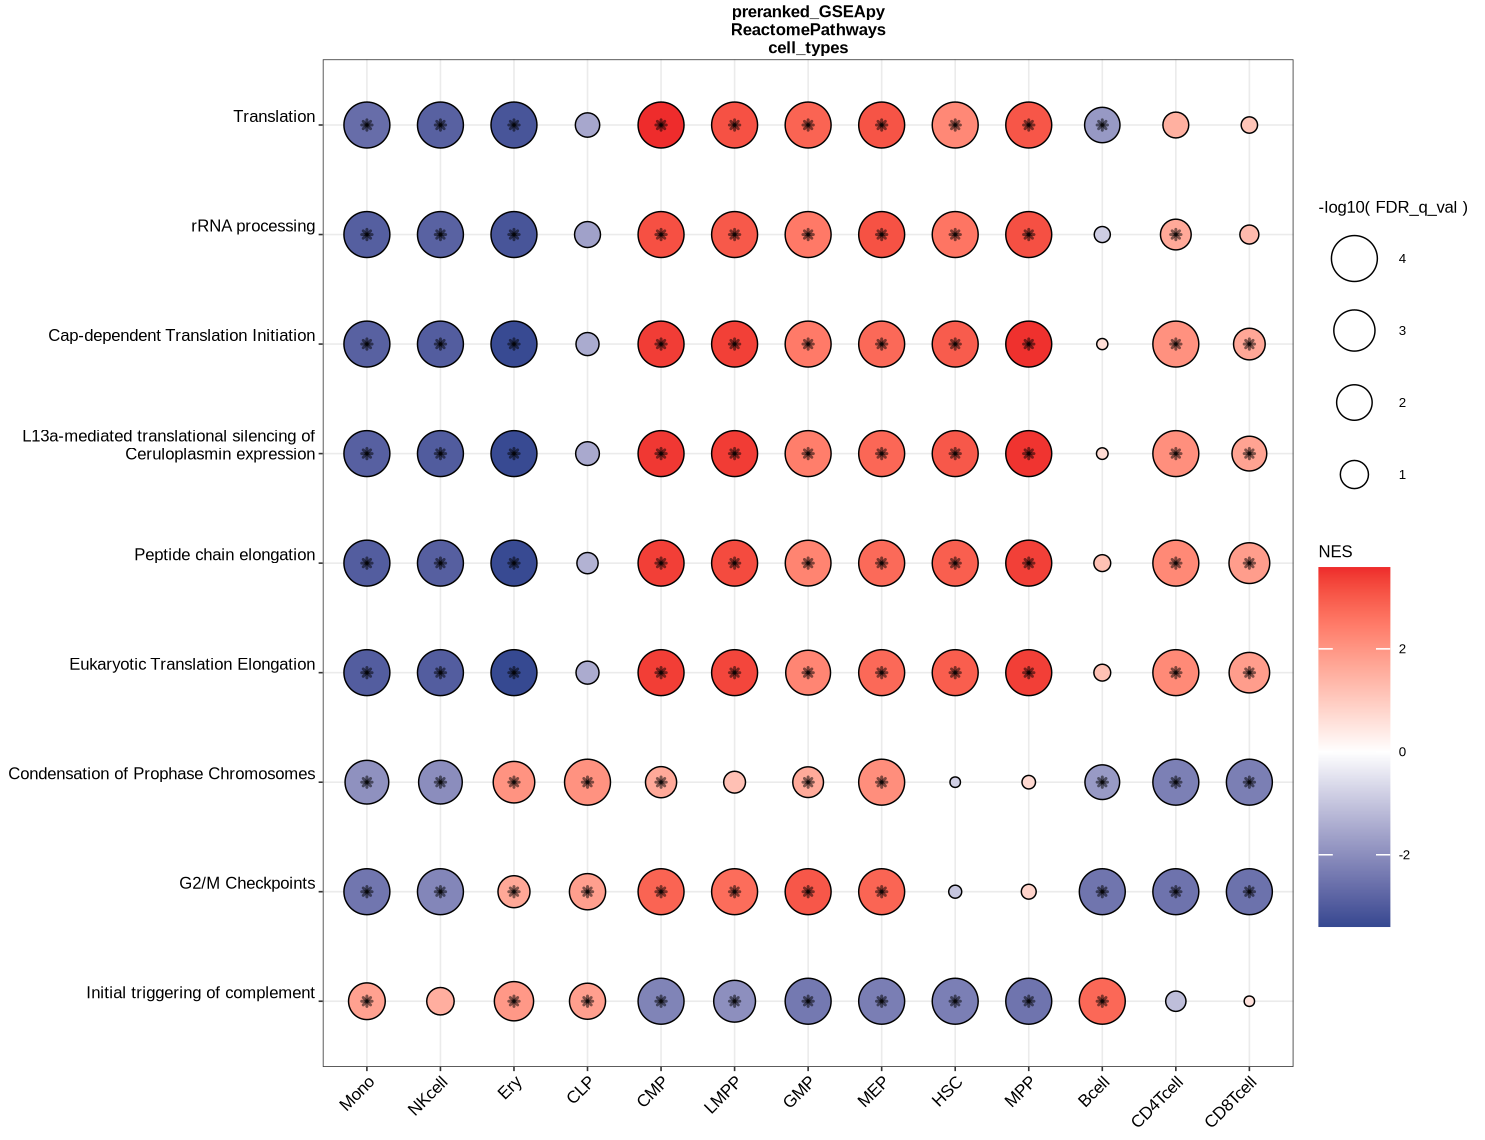 preranked_GSEApy
ReactomePathways
cell_types
Translation
rRNA processing
Cap-dependent Translation Initiation
L13a-mediated translational silencing of
Ceruloplasmin expression
Peptide chain elongation
Eukaryotic Translation Elongation
Condensation of Prophase Chromosomes
G2/M Checkpoints
Initial triggering of complement
Mono
NKcell
Ery
CLP
CMP
LMPP
GMP
MEP
HSC
MPP
Bcell
CD4Tcell
CD8Tcell
-log10( FDR_q_val )
4
3
2
1
NES
2
0
-2